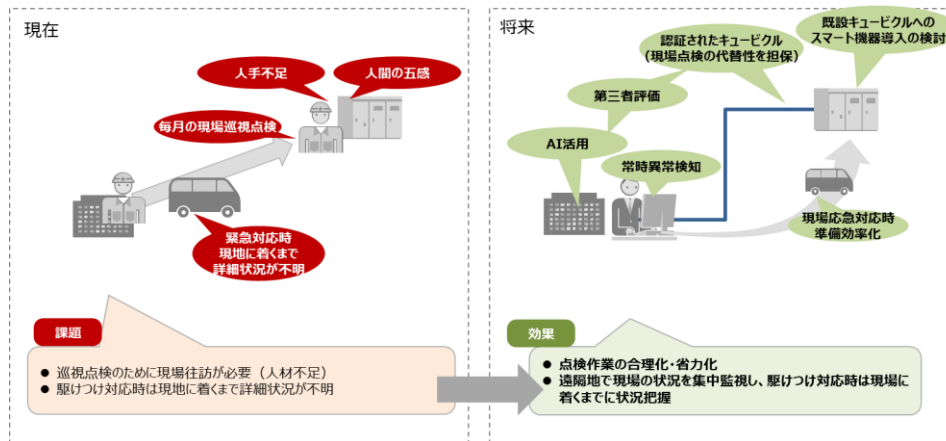 現在
人手不足
人間の五感
毎月の現場巡視点検
緊急対応時
現地に着くまで
詳細状況が不明
課題
● 巡視点検のために現場往訪が必要（人材不足）
● 駆けつけ対応時は現地に着くまで詳細状況が不明
将来
認証されたキュービクル
（現場点検の代替性を担保）
既設キュービクルへの
スマート機器導入の検討
第三者評価
AI活用
常時異常検知
現場応急対応時
準備効率化
効果
● 点検作業の合理化・省力化
● 遠隔地で現場の状況を集中監視し、駆けつけ対応時は現場に
着くまでに状況把握